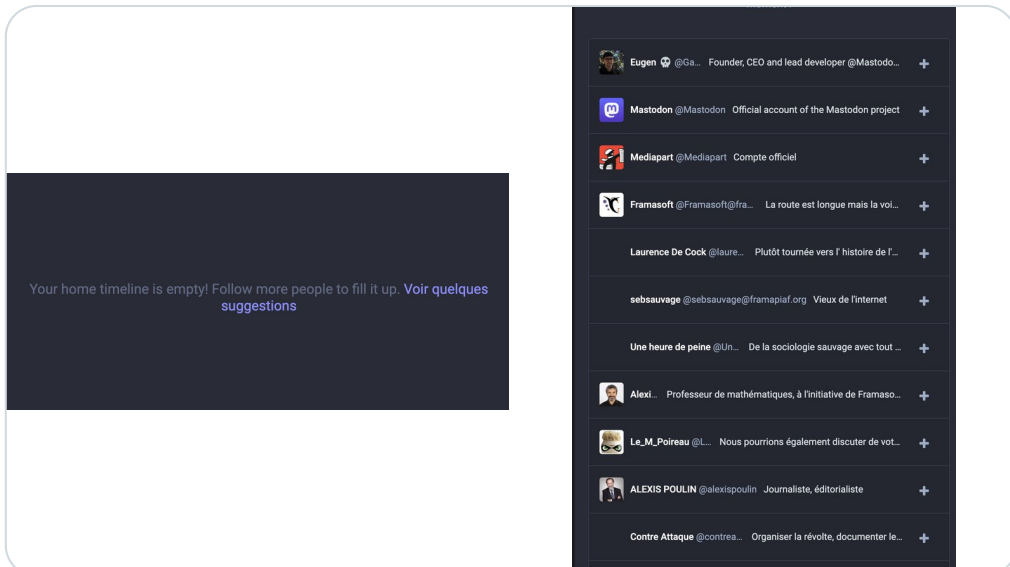 Your home timeline is empty! Follow more people to fill it up. Voir quelques
suggestions
Eugen 💀 @Ga... Founder, CEO and lead developer @Mastodo...
Mastodon @Mastodon Official account of the Mastodon project
Mediapart @Mediapart Compte officiel
Framasoft @Framasoft@fra... La route est longue mais la voi...
Laurence De Cock @laure... Plutôt tournée vers l' histoire de l'...
sebsauvage @sebsauvage@framapiaf.org Vieux de l'internet
Une heure de peine @Un... De la sociologie sauvage avec tout ...
Alexi... Professeur de mathématiques, à l'initiative de Framaso...
Le_M_Poireau @L... Nous pourrions également discuter de vot...
ALEXIS POULIN @alexispoulin Journaliste, éditorialiste
Contre Attaque @contrea... Organiser la révolte, documenter le...